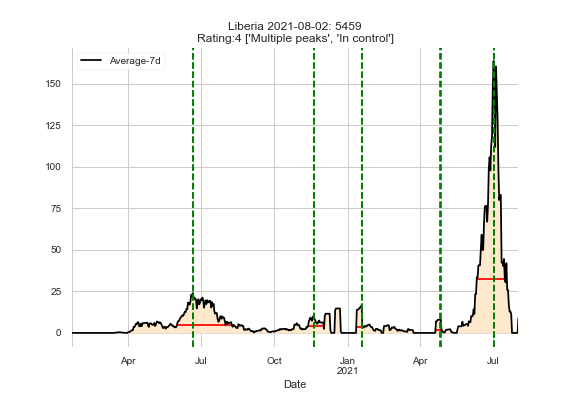 Liberia 2021-08-02: 5459
Rating:4 ['Multiple peaks', 'In control']
Average-7d
150
125
100
75
50
25
0
Apr
Jul
Oct
Jan
2021
Apr
Jul
Date